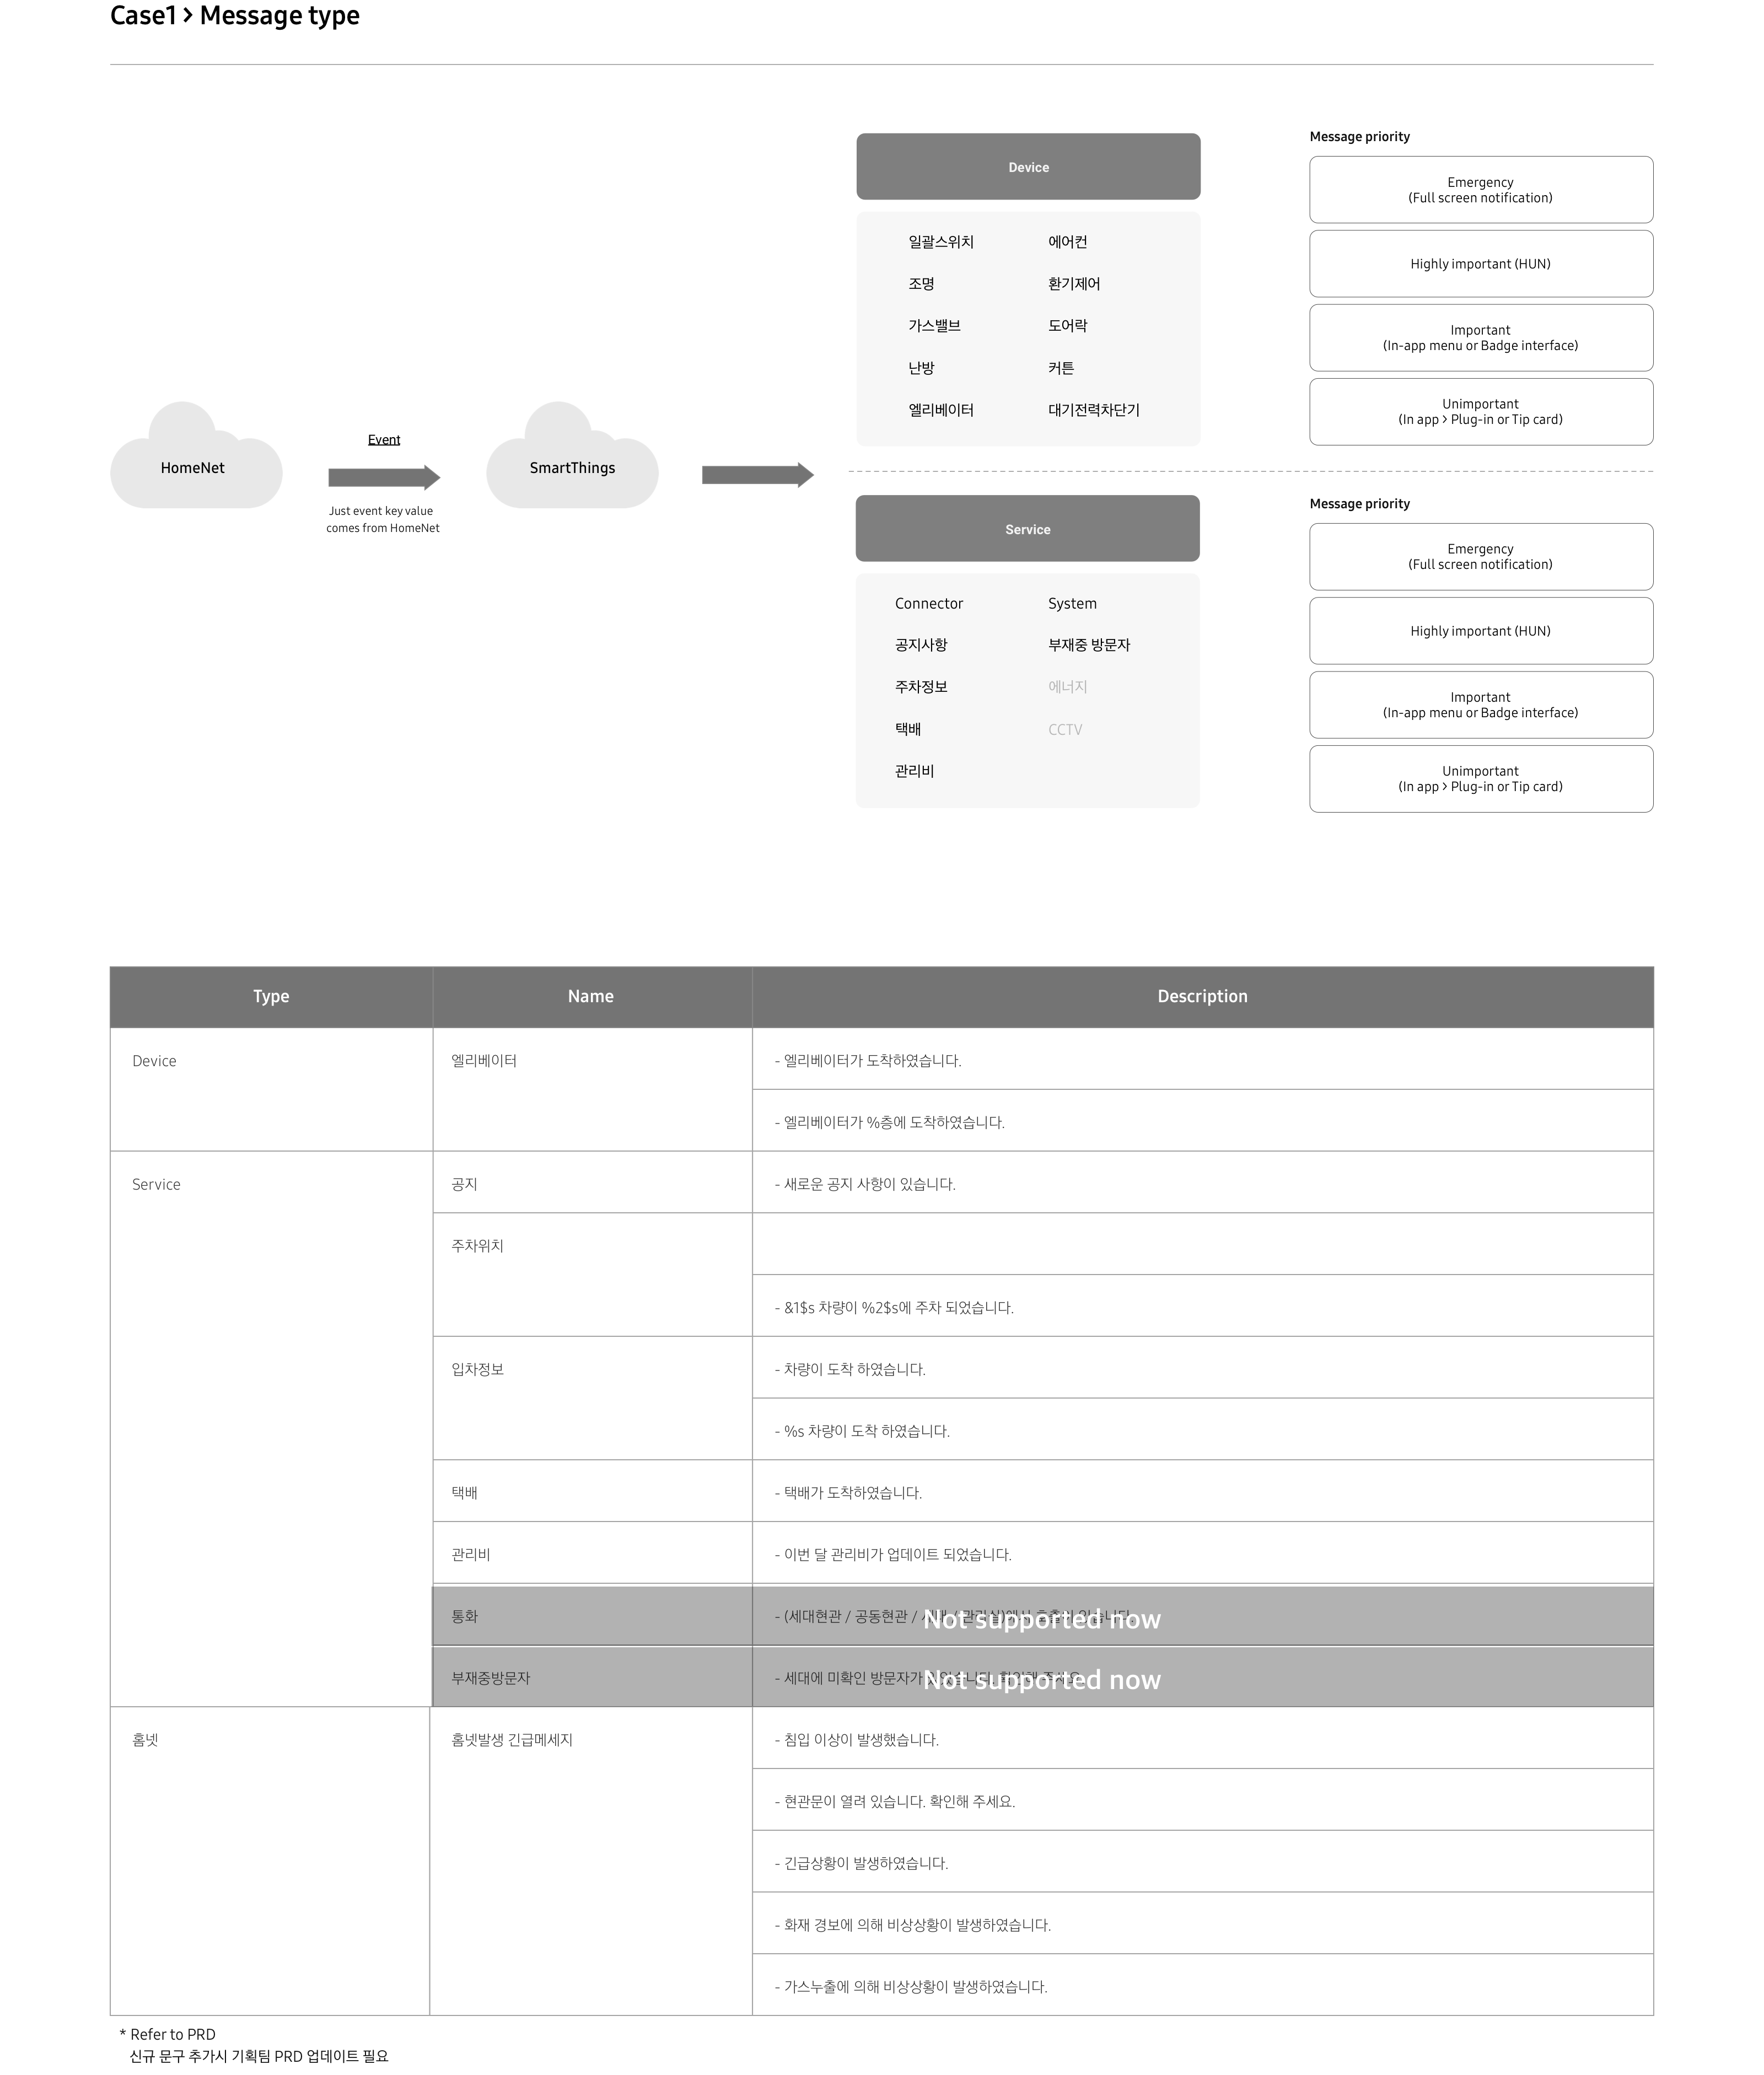 Case1 > Message type
HomeNet
Event
Just event key value
comes from HomeNet
SmartThings
Device
일괄스위치 에어컨
조명 환기제어
가스밸브 도어락
난방 커튼
엘리베이터 대기전력차단기
Message priority
Emergency
(Full screen notification)
Highly important (HUN)
Important
(In-app menu or Badge interface)
Unimportant
(In app > Plug-in or Tip card)
Service
Connector System
공지사항 부재중 방문자
주차정보 에너지
택배 CCTV
관리비
Message priority
Emergency
(Full screen notification)
Highly important (HUN)
Important
(In-app menu or Badge interface)
Unimportant
(In app > Plug-in or Tip card)
Type Name Description
Device 엘리베이터 - 엘리베이터가 도착하였습니다.
- 엘리베이터가 %층에 도착하였습니다.
Service 공지 - 새로운 공지 사항이 있습니다.
주차위치
- &1$s 차량이 %2$s에 주차 되었습니다.
입차정보 - 차량이 도착 하였습니다.
- %s 차량이 도착 하였습니다.
택배 - 택배가 도착하였습니다.
관리비 - 이번 달 관리비가 업데이트 되었습니다.
통화 - (세대현관 / 공동현관 /
Not supported now
부재중방문자 - 세대에 미확인 방문자가
Not supported now
홈넷 홈넷발생 긴급메세지 - 침입 이상이 발생했습니다.
- 현관문이 열려 있습니다. 확인해 주세요.
- 긴급상황이 발생하였습니다.
- 화재 경보에 의해 비상상황이 발생하였습니다.
- 가스누출에 의해 비상상황이 발생하였습니다.
* Refer to PRD
신규 문구 추가시 기획팀 PRD 업데이트 필요